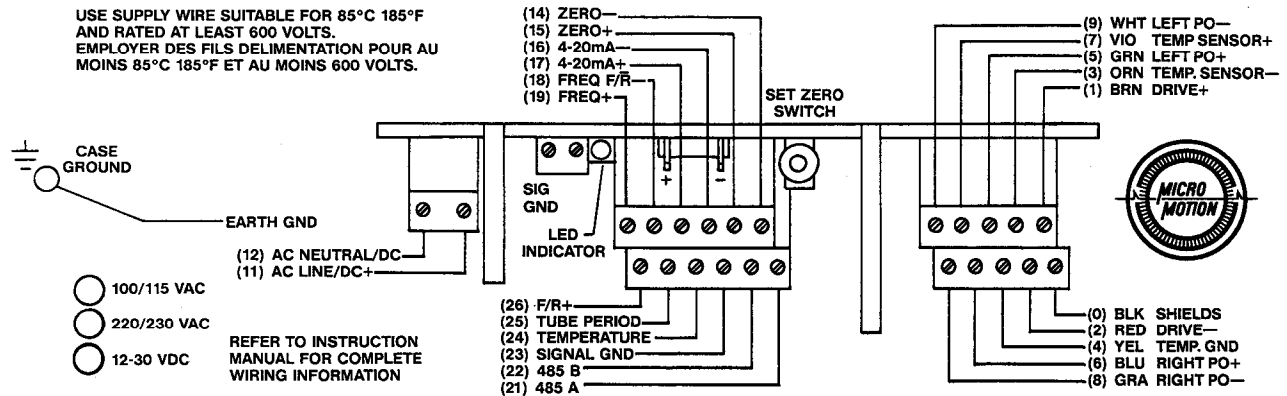 USE SUPPLY WIRE SUITABLE FOR 85°C 185°F
AND RATED AT LEAST 600 VOLTS.
EMPLOYER DES FILS DELIMENTATION POUR AU
MOINS 85°C 185°F ET AU MOINS 600 VOLTS.
(14) ZERO—
(15) ZERO+
(16) 4-20mA—
(17) 4-20mA+
(18) FREQ F/R̅—
(19) FREQ+
SET ZERO
SWITCH
(9) WHT LEFT PO—
(7) VIO TEMP SENSOR+
(5) GRN LEFT PO+
(3) ORN TEMP. SENSOR—
(1) BRN DRIVE+
CASE
GROUND
EARTH GND
SIG
GND
LED
INDICATOR
+ −
MICRO
MOTION
(12) AC NEUTRAL/DC—
(11) AC LINE/DC+
100/115 VAC
220/230 VAC
12-30 VDC
REFER TO INSTRUCTION
MANUAL FOR COMPLETE
WIRING INFORMATION
(26) F/R+
(25) TUBE PERIOD
(24) TEMPERATURE
(23) SIGNAL GND
(22) 485 B
(21) 485 A
(0) BLK SHIELDS
(2) RED DRIVE—
(4) YEL TEMP. GND
(6) BLU RIGHT PO+
(8) GRA RIGHT PO—